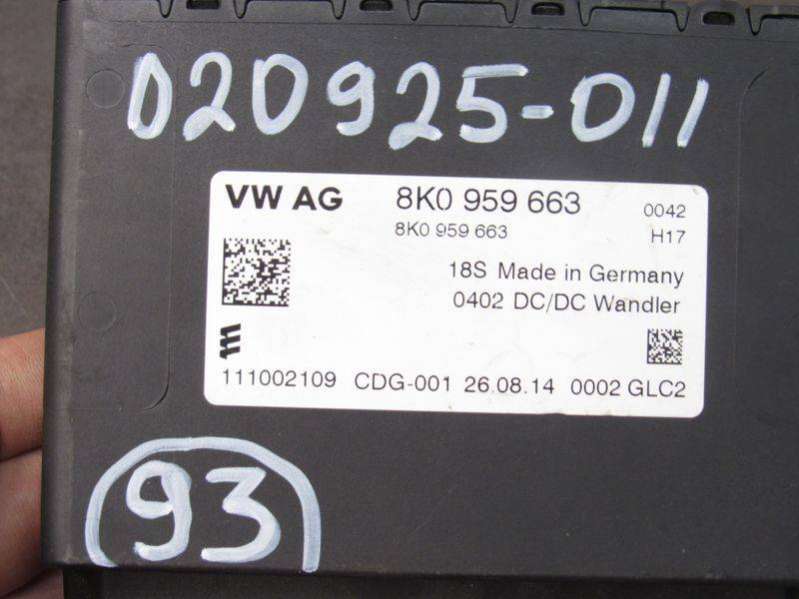 020925-011
VW AG 8K0 959 663 0042
8K0 959 663 H17
18S Made in Germany
0402 DC/DC Wandler
111002109 CDG-001 26.08.14 0002 GLC2
93